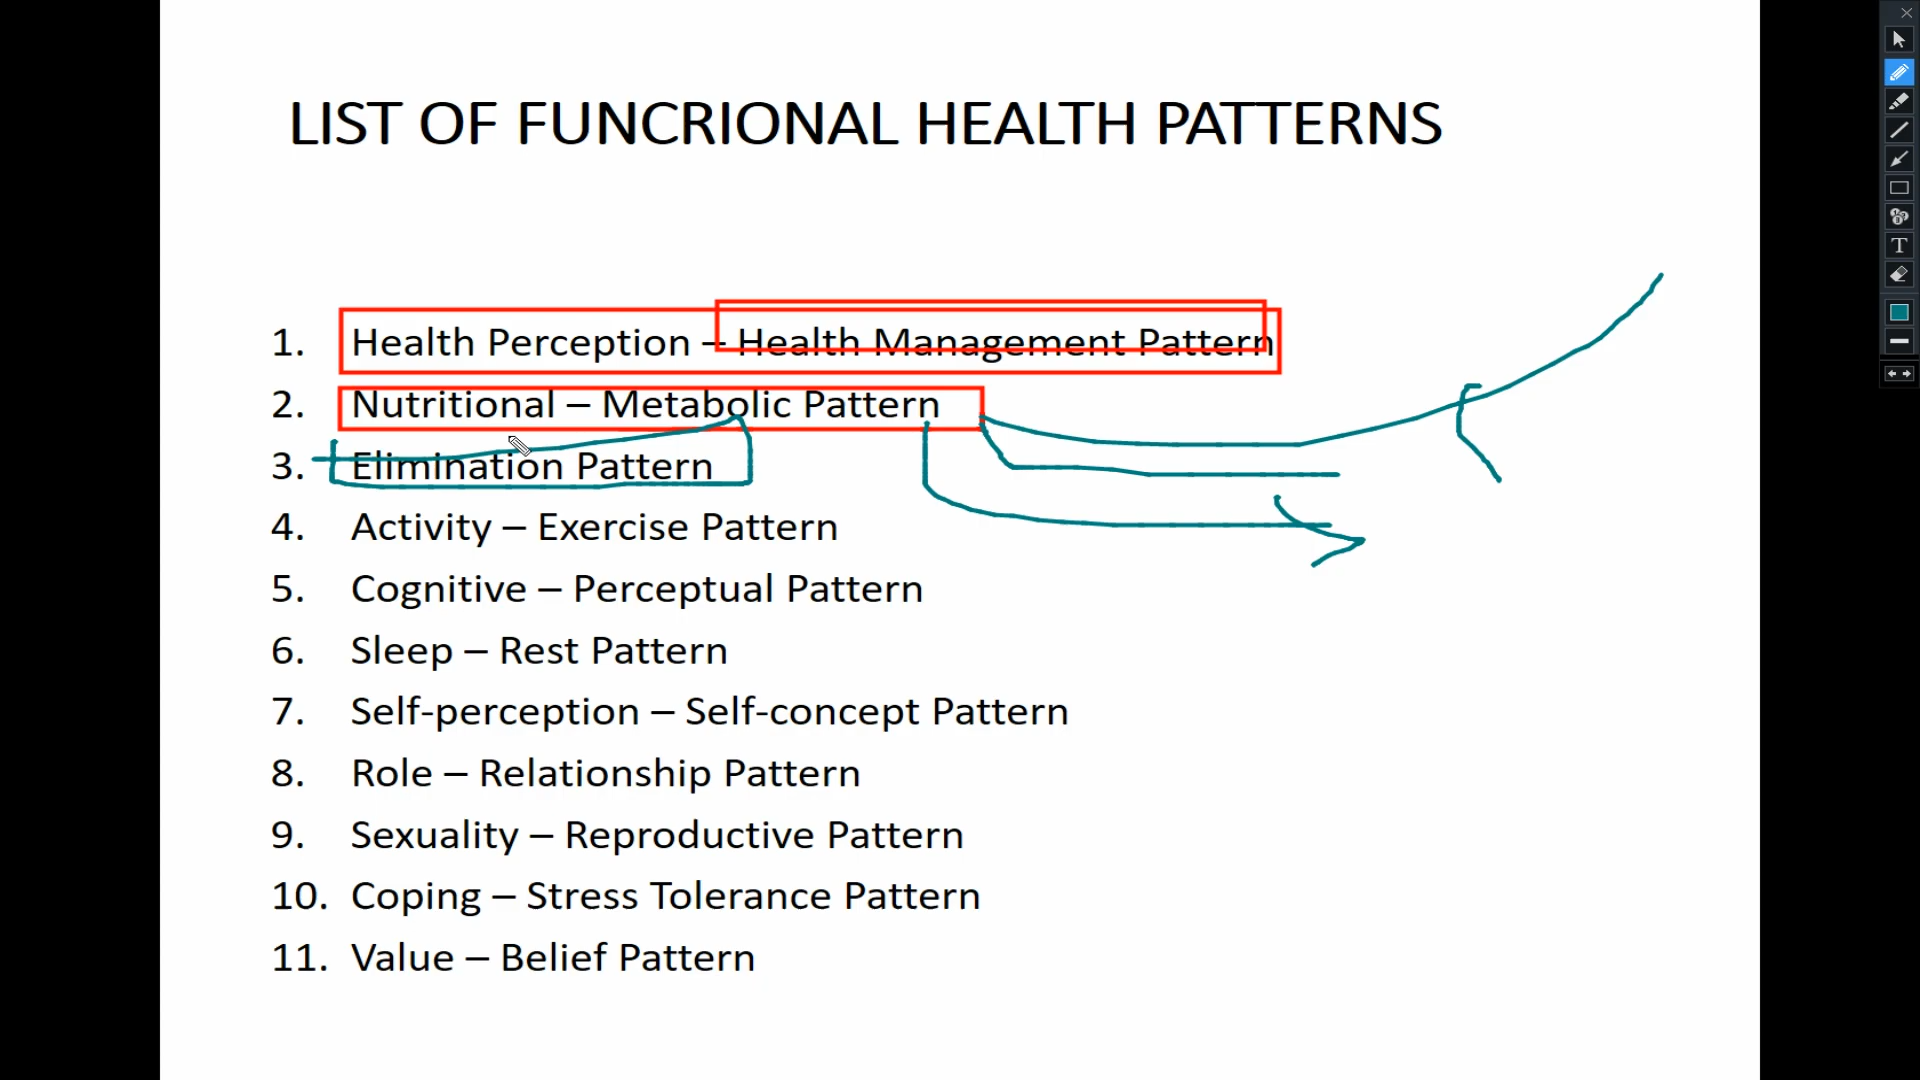 LIST OF FUNCRIONAL HEALTH PATTERNS
1. Health Perception – Health Management Pattern
2. Nutritional – Metabolic Pattern
3. Elimination Pattern
4. Activity – Exercise Pattern
5. Cognitive – Perceptual Pattern
6. Sleep – Rest Pattern
7. Self-perception – Self-concept Pattern
8. Role – Relationship Pattern
9. Sexuality – Reproductive Pattern
10. Coping – Stress Tolerance Pattern
11. Value – Belief Pattern